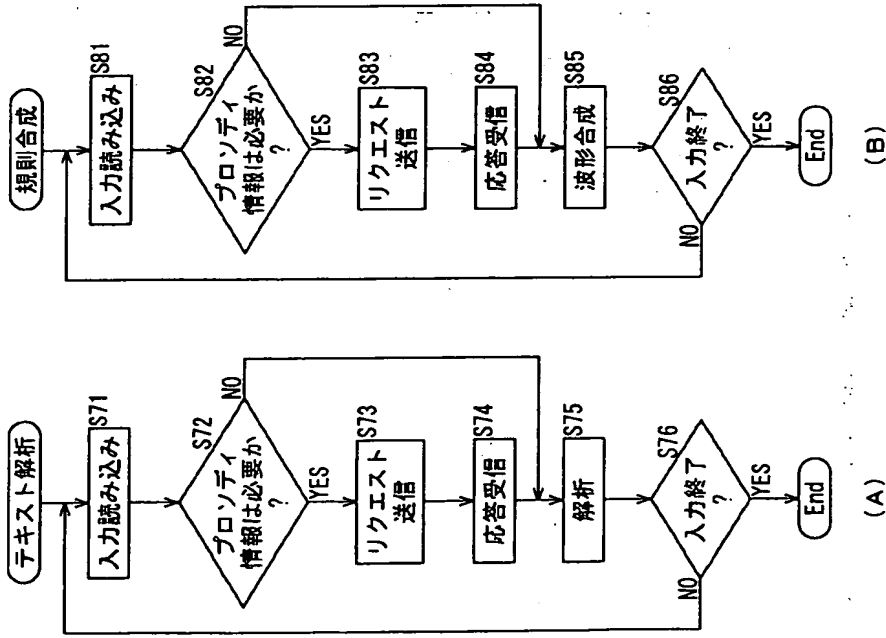 テキスト解析
S71
入力読み込み
S72
プロソディ
情報は必要か
?
NO
YES
S73
リクエスト
送信
S74
応答受信
S75
解析
S76
入力終了
?
NO
YES
End
(A)
規則合成
S81
入力読み込み
S82
プロソディ
情報は必要か
?
NO
YES
S83
リクエスト
送信
S84
応答受信
S85
波形合成
S86
入力終了
?
NO
YES
End
(B)